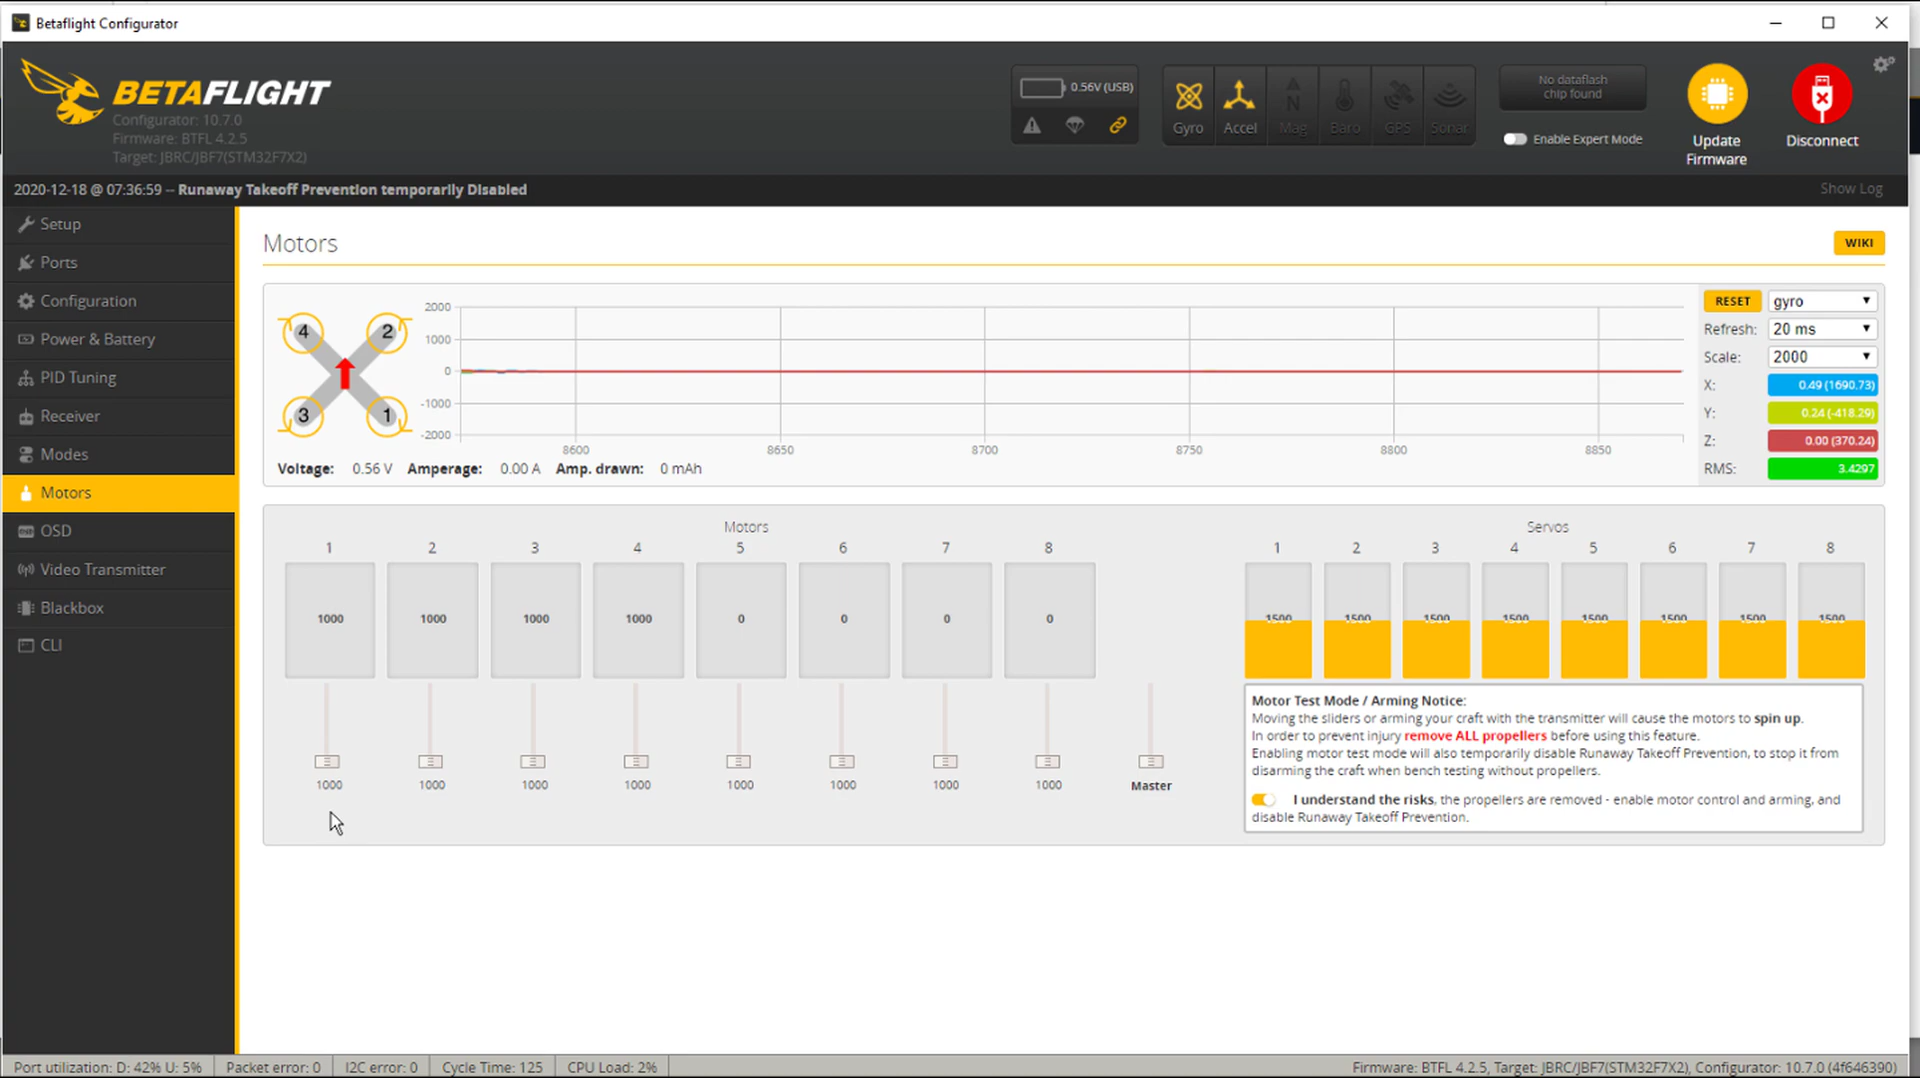 Betaflight Configurator
BETAFLIGHT
Configurator: 10.7.0
Firmware: BTFL 4.2.5
Target: JBRC/JBF7(STM32F7X2)
0.56V (USB)
Gyro Accel Mag Baro GPS Sonar
No dataflash
chip found
Enable Expert Mode
Update
Firmware
Disconnect
2020-12-18 @ 07:36:59 -- Runaway Takeoff Prevention temporarily Disabled
Show Log
Setup
Ports
Configuration
Power & Battery
PID Tuning
Receiver
Modes
Motors
OSD
Video Transmitter
Blackbox
CLI
Motors
WIKI
4 2
3 1
2000
1000
0
-1000
-2000
8600 8650 8700 8750 8800 8850
Voltage: 0.56 V Amperage: 0.00 A Amp. drawn: 0 mAh
RESET gyro
Refresh: 20 ms
Scale: 2000
X: 0.49 (1690.73)
Y: 0.24 (-418.29)
Z: 0.00 (370.24)
RMS: 3.4297
Motors
1 2 3 4 5 6 7 8
1000 1000 1000 1000 0 0 0 0
1000 1000 1000 1000 1000 1000 1000 1000 Master
Servos
1 2 3 4 5 6 7 8
1500 1500 1500 1500 1500 1500 1500 1500
Motor Test Mode / Arming Notice:
Moving the sliders or arming your craft with the transmitter will cause the motors to spin up.
In order to prevent injury remove ALL propellers before using this feature.
Enabling motor test mode will also temporarily disable Runaway Takeoff Prevention, to stop it from
disarming the craft when bench testing without propellers.
I understand the risks, the propellers are removed - enable motor control and arming, and
disable Runaway Takeoff Prevention.
Port utilization: D: 42% U: 5% Packet error: 0 I2C error: 0 Cycle Time: 125 CPU Load: 2%
Firmware: BTFL 4.2.5, Target: JBRC/JBF7(STM32F7X2), Configurator: 10.7.0 (4f646390)